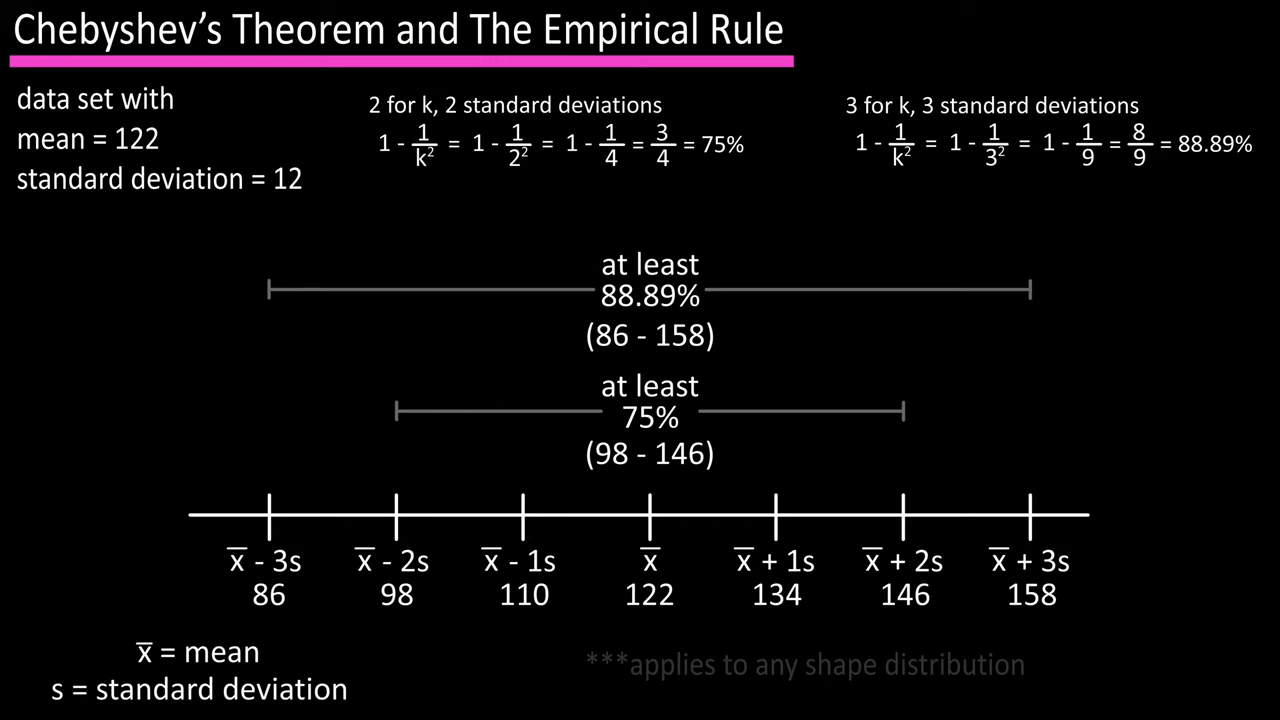 Chebyshev's Theorem and The Empirical Rule
data set with
mean = 122
standard deviation = 12
2 for k, 2 standard deviations
1 - 1/k² = 1 - 1/2² = 1 - 1/4 = 3/4 = 75%
3 for k, 3 standard deviations
1 - 1/k² = 1 - 1/3² = 1 - 1/9 = 8/9 = 88.89%
at least
88.89%
(86 - 158)
at least
75%
(98 - 146)
x̅ - 3s x̅ - 2s x̅ - 1s x̅ x̅ + 1s x̅ + 2s x̅ + 3s
86 98 110 122 134 146 158
x̅ = mean
s = standard deviation
***applies to any shape distribution